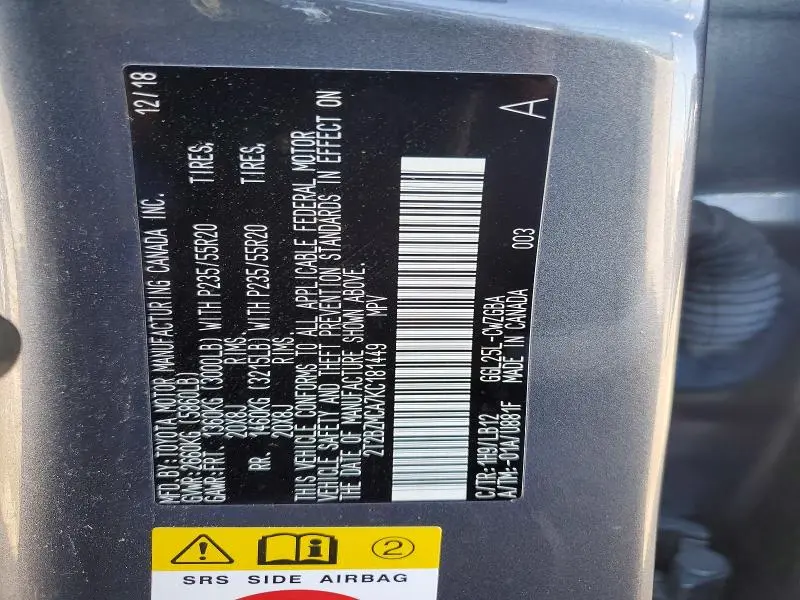 MFD. BY:TOYOTA MOTOR MANUFACTURING CANADA INC. 12/18
GVWR:2660KG (5860LB)
GAWR:FRT. 1360KG (3000LB) WITH P235/55R20 TIRES,
20X8J RIMS,
RR. 1460KG (3215LB) WITH P235/55R20 TIRES,
20X8J RIMS,
THIS VEHICLE CONFORMS TO ALL APPLICABLE FEDERAL MOTOR
VEHICLE SAFETY AND THEFT PREVENTION STANDARDS IN EFFECT ON
THE DATE OF MANUFACTURE SHOWN ABOVE.
2T2BZMCA7KC181449 MPV
C/TR:1H9/LB12 GGL25L-CWZGBA A
A/TM:-01A/U881F MADE IN CANADA 003
2
SRS SIDE AIRBAG